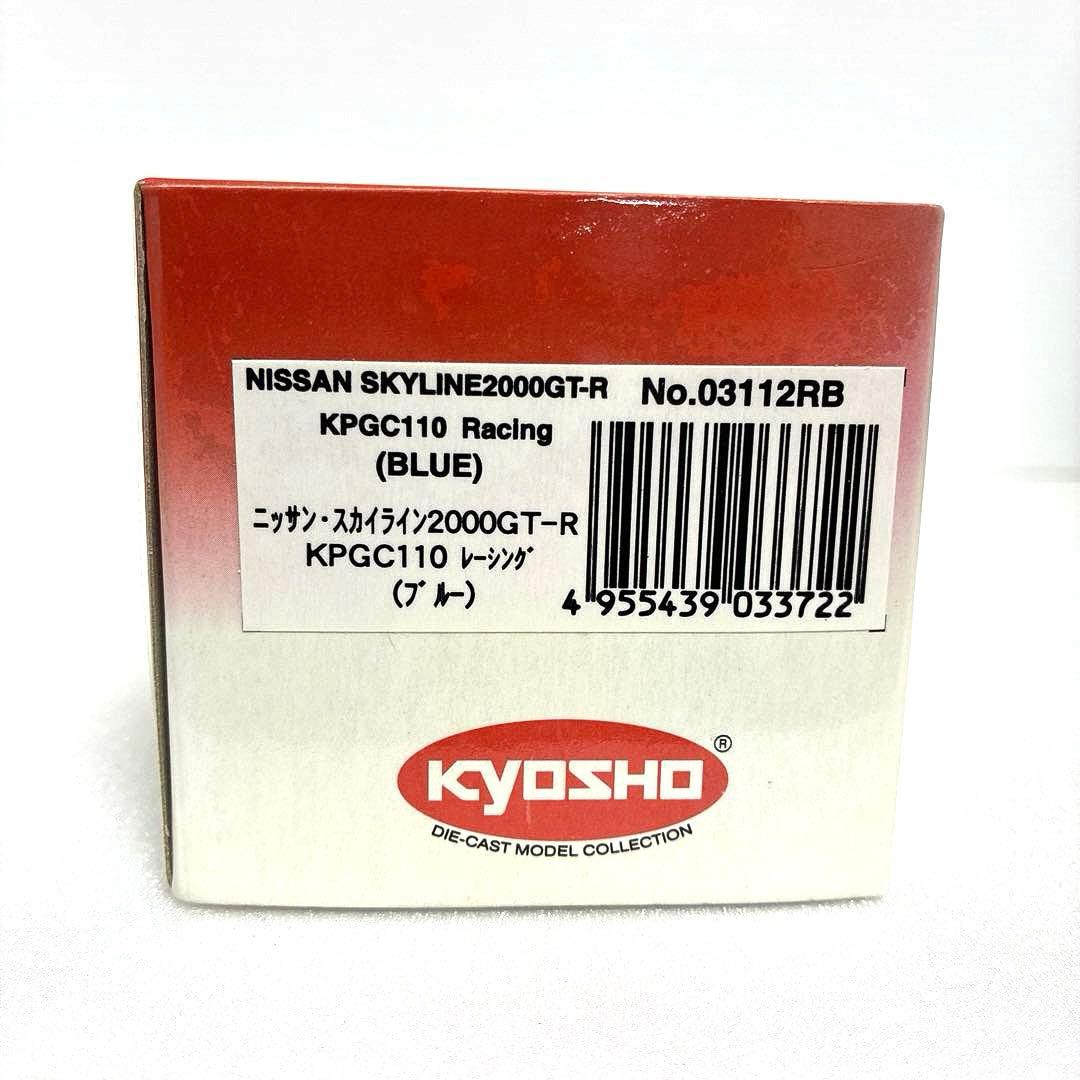 NISSAN SKYLINE2000GT-R No.03112RB
KPGC110 Racing
(BLUE)
ニッサン・スカイライン2000GT-R
KPGC110 レーシング
(ブルー)
4 955439 033722
KYOSHO ®
DIE-CAST MODEL COLLECTION